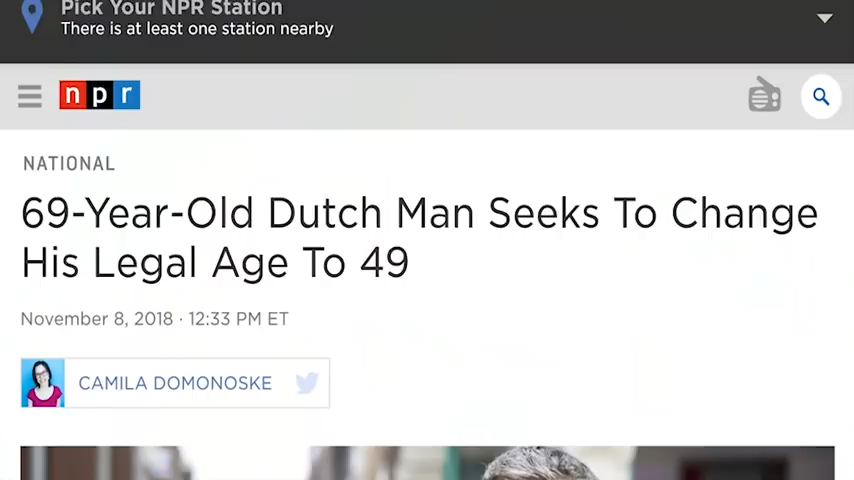 Pick Your NPR Station
There is at least one station nearby
npr
NATIONAL
69-Year-Old Dutch Man Seeks To Change
His Legal Age To 49
November 8, 2018 · 12:33 PM ET
CAMILA DOMONOSKE